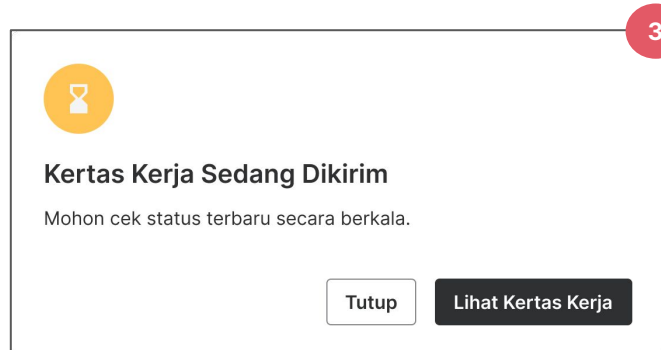 3
Kertas Kerja Sedang Dikirim
Mohon cek status terbaru secara berkala.
Tutup
Lihat Kertas Kerja